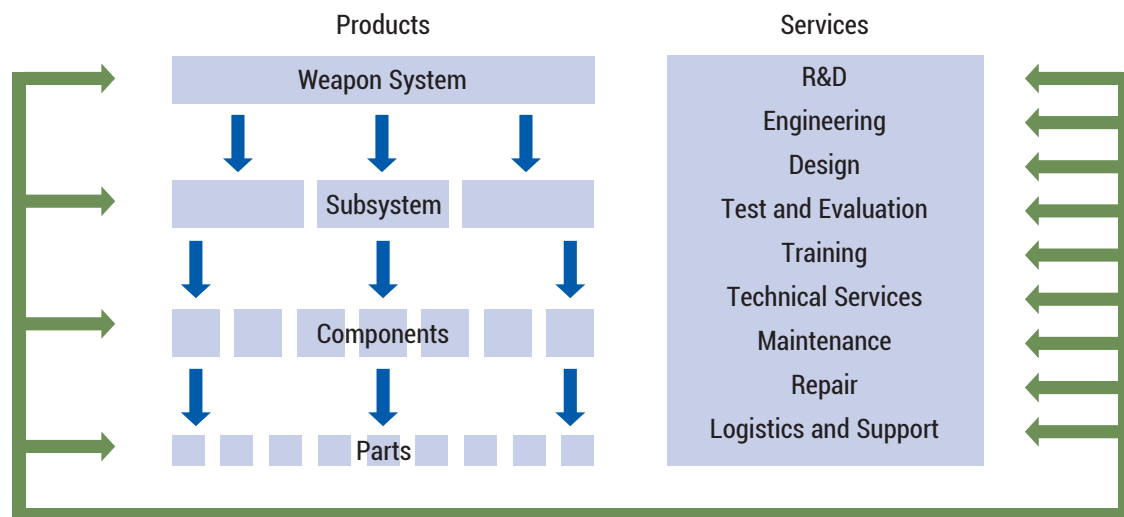 Products
Weapon System
Subsystem
Components
Parts
Services
R&D
Engineering
Design
Test and Evaluation
Training
Technical Services
Maintenance
Repair
Logistics and Support